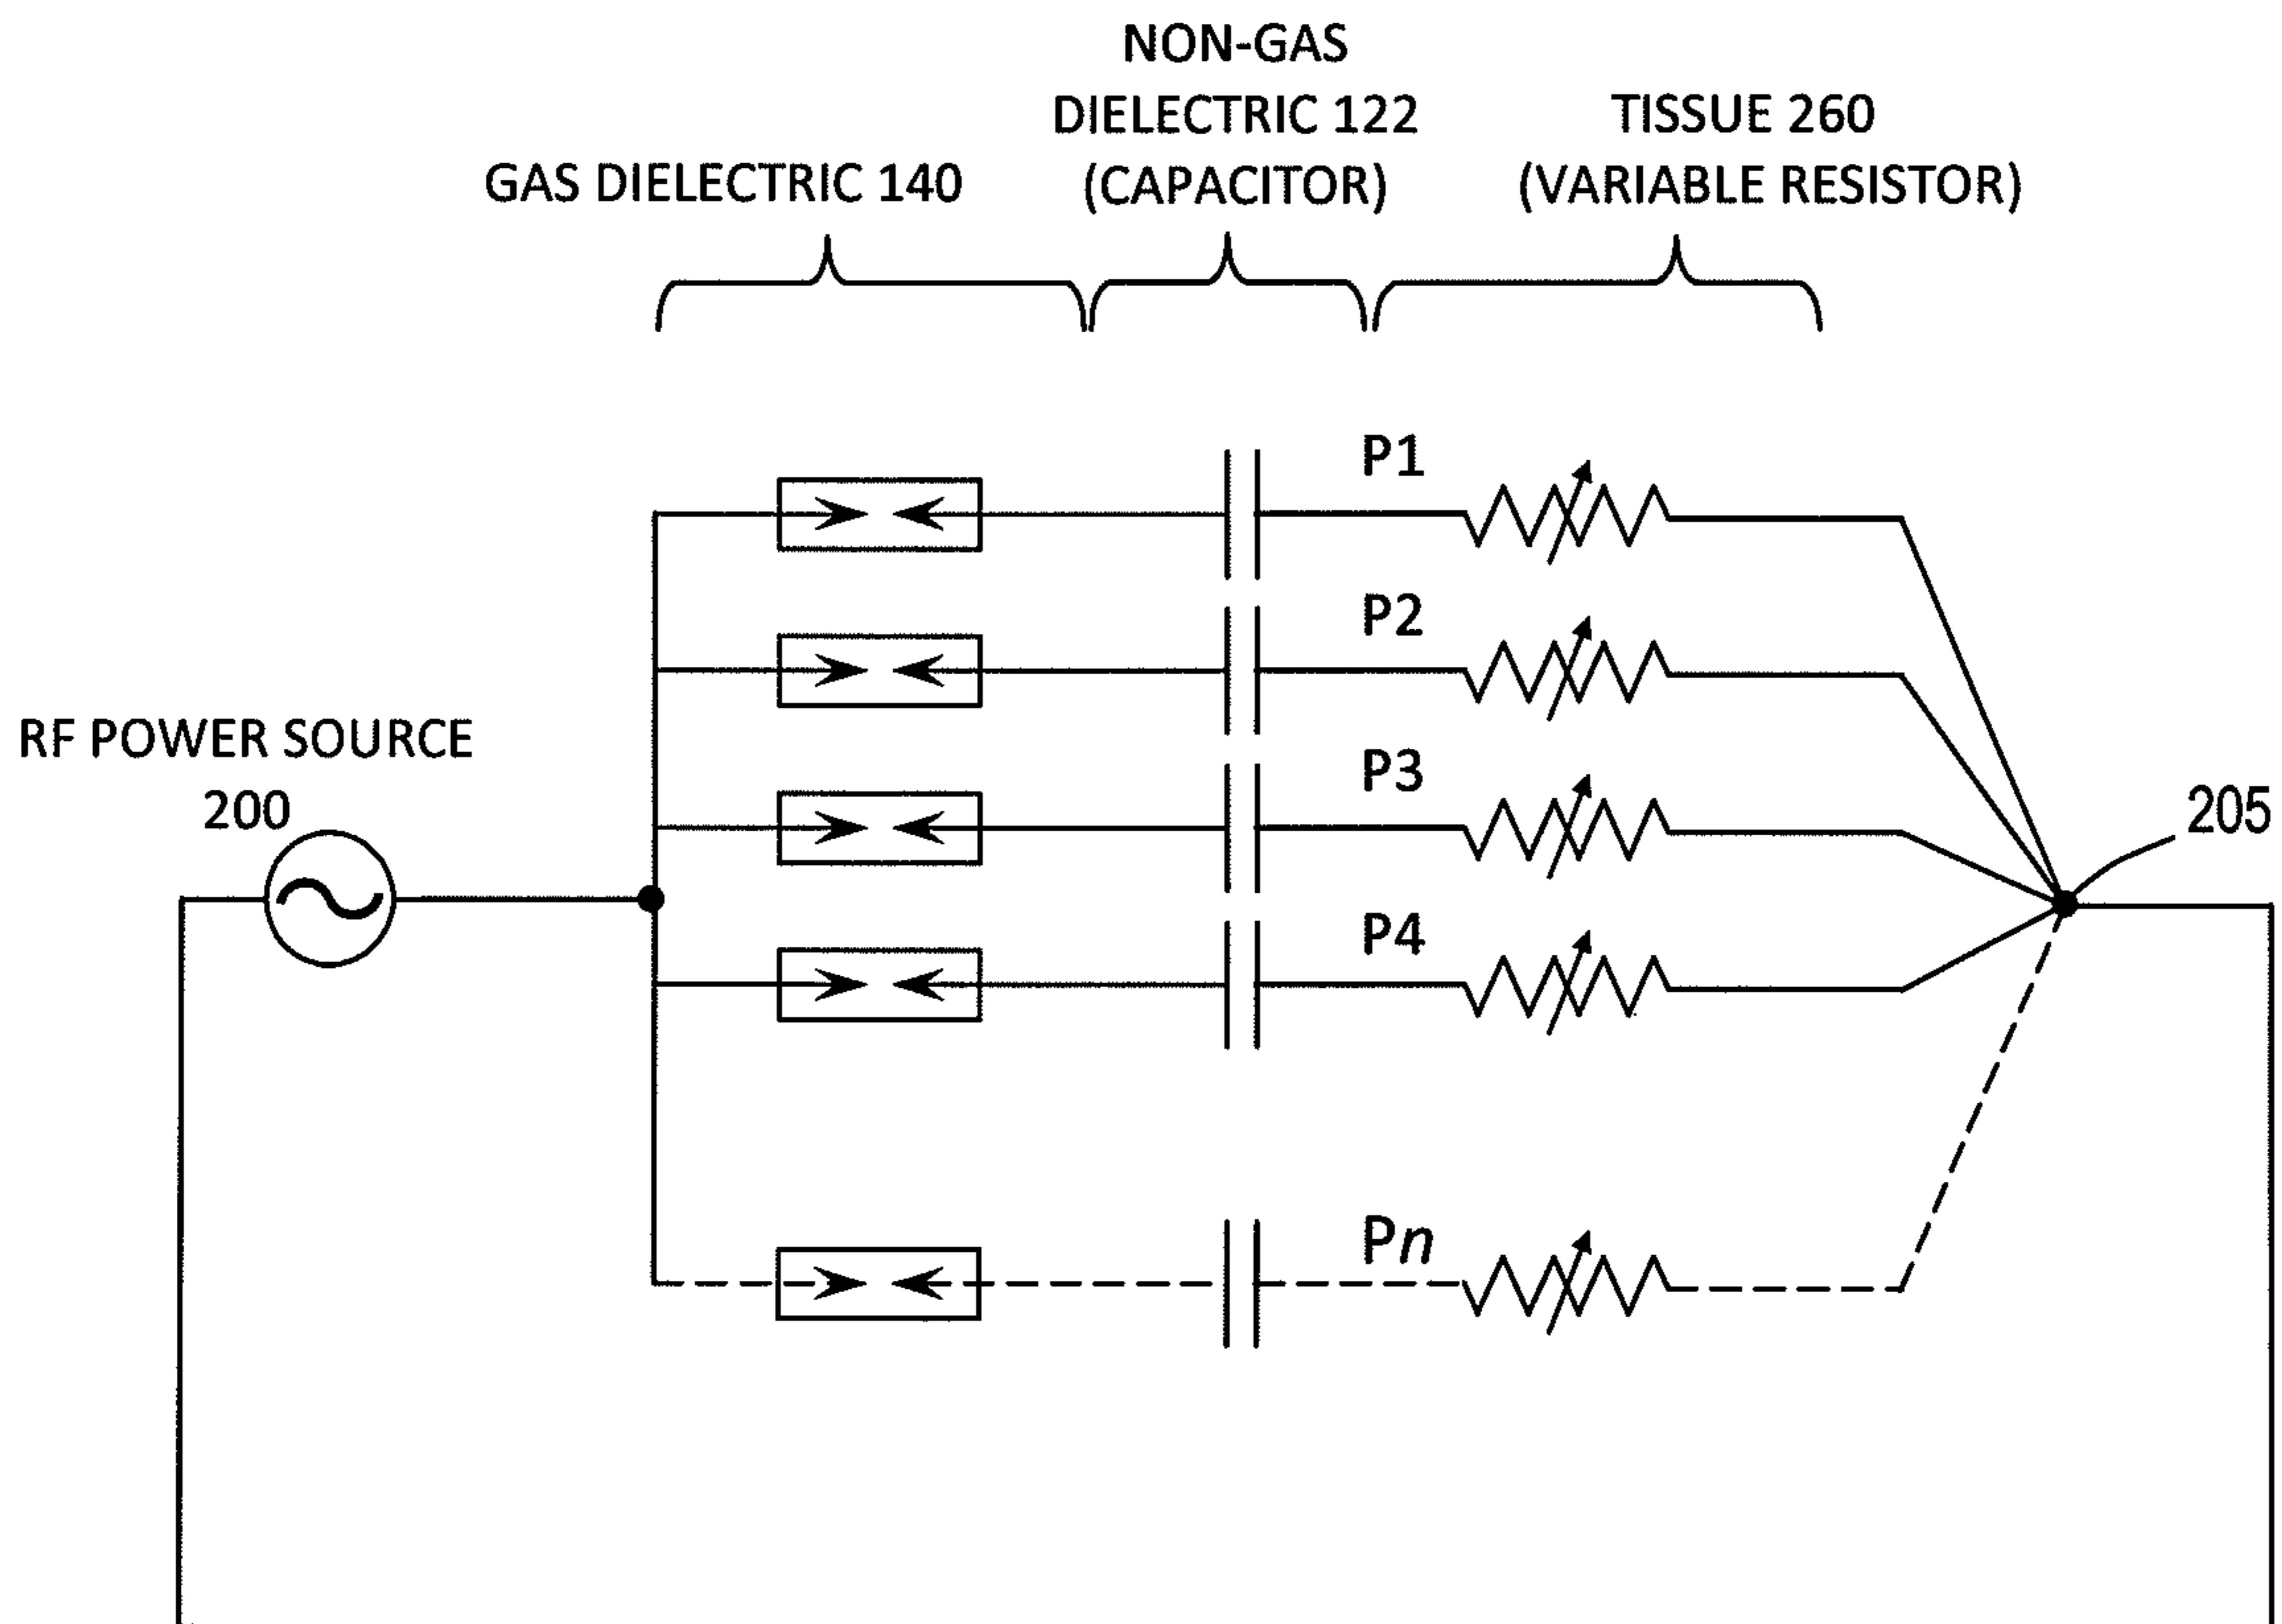 NON-GAS
DIELECTRIC 122
(CAPACITOR)
GAS DIELECTRIC 140
TISSUE 260
(VARIABLE RESISTOR)
P1
P2
P3
P4
Pn
RF POWER SOURCE
200
205